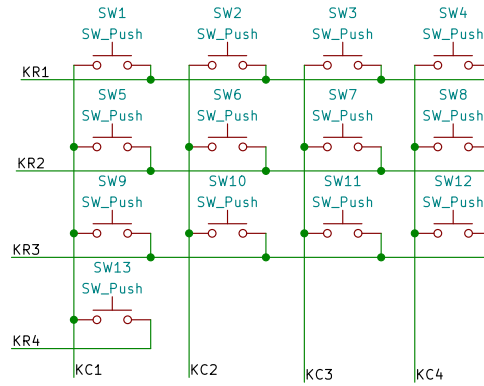 SW1 SW2 SW3 SW4
SW_Push SW_Push SW_Push SW_Push
KR1
SW5 SW6 SW7 SW8
SW_Push SW_Push SW_Push SW_Push
KR2
SW9 SW10 SW11 SW12
SW_Push SW_Push SW_Push SW_Push
KR3
SW13
SW_Push
KR4
KC1 KC2 KC3 KC4